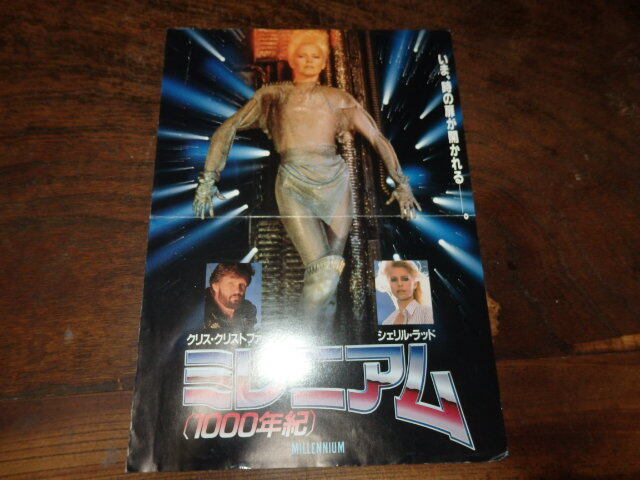 いま、時の扉が開かれる——。
クリス・クリストファ
シェリル・ラッド
ミレニアム
〔1000年紀〕
MILLENNIUM